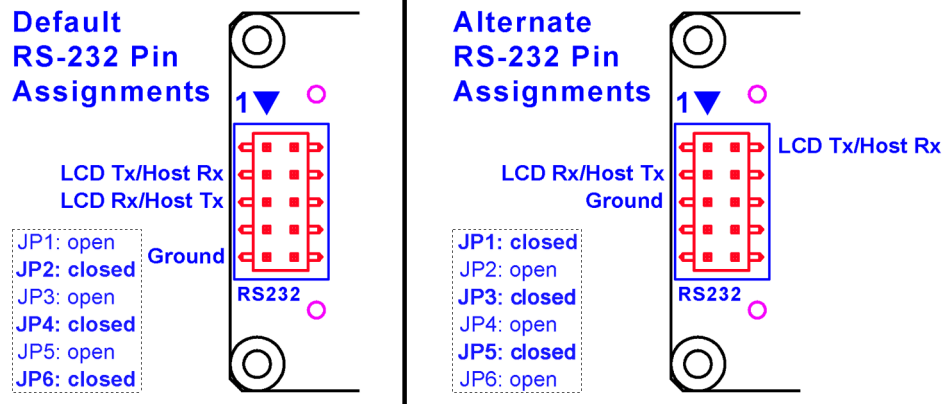 Default
RS-232 Pin
Assignments
1
LCD Tx/Host Rx
LCD Rx/Host Tx
Ground
JP1: open
JP2: closed
JP3: open
JP4: closed
JP5: open
JP6: closed
RS232
Alternate
RS-232 Pin
Assignments
1
LCD Tx/Host Rx
LCD Rx/Host Tx
Ground
JP1: closed
JP2: open
JP3: closed
JP4: open
JP5: closed
JP6: open
RS232